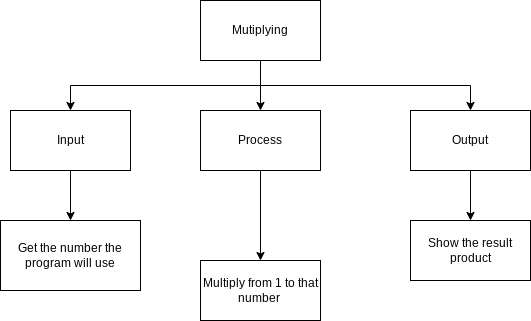 Mutiplying
Input
Process
Output
Get the number the
program will use
Multiply from 1 to that
number
Show the result
product